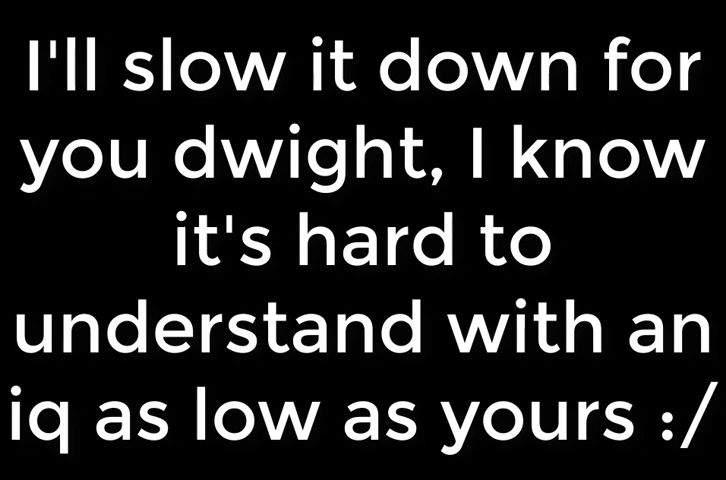 I'll slow it down for
you dwight, I know
it's hard to
understand with an
iq as low as yours :/